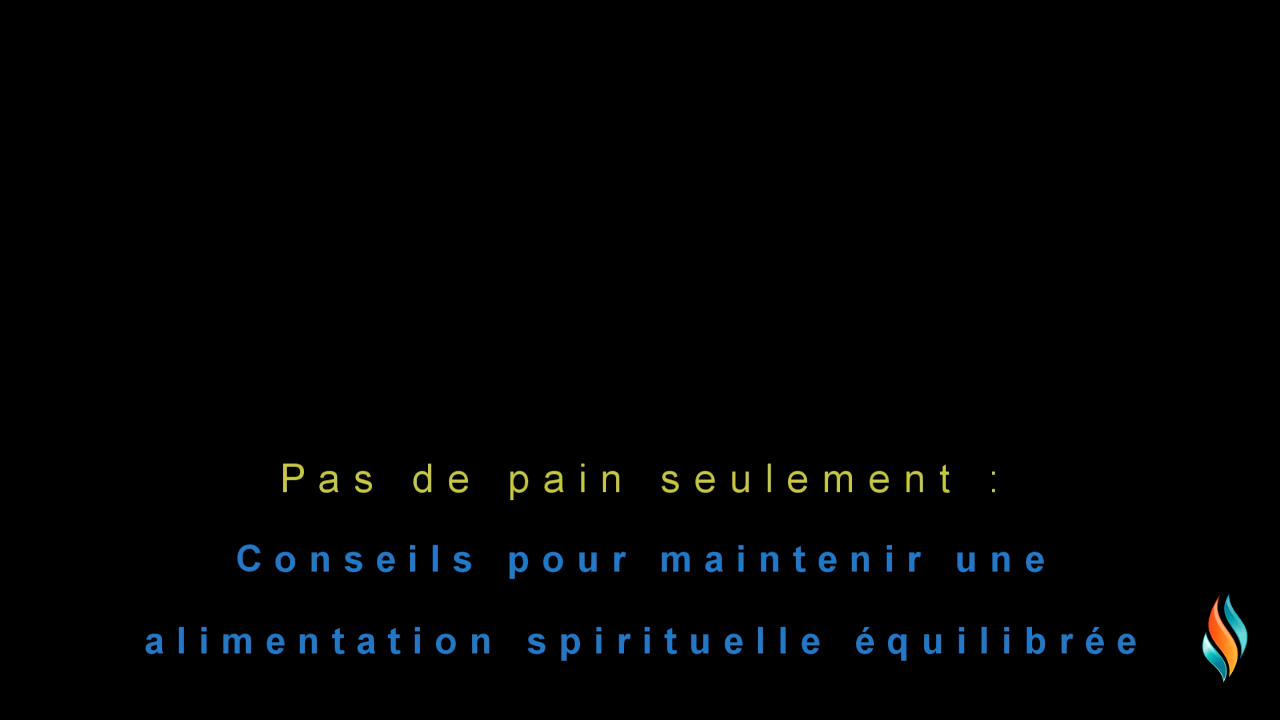 Pas de pain seulement :
Conseils pour maintenir une
alimentation spirituelle équilibrée